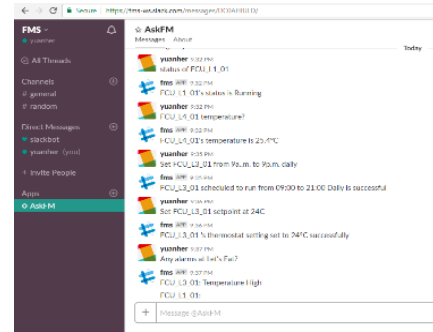 Secure https://fms-ws.slack.com/messages/
FMS
yuanher
AskFM
Messages About
Today
All Threads
Channels
# general
# random
Direct Messages
slackbot
yuanher (you)
+ Invite People
Apps
AskFM
yuanher 9:32 PM
status of FCU_L1_01
fms APP 9:32 PM
FCU_L1_01's status is Running
yuanher 9:32 PM
FCU_L4_01 temperature?
fms APP 9:32 PM
FCU_L4_01's temperature is 25.4°C
yuanher 9:35 PM
Set FCU_L3_01 from 9a.m. to 9p.m. daily
fms APP 9:35 PM
FCU_L3_01 scheduled to run from 09:00 to 21:00 Daily is successful
yuanher 9:36 PM
Set FCU_L3_01 setpoint at 24C
fms APP 9:36 PM
FCU_L3_01 's thermostat setting set to 24°C successfully
yuanher 9:37 PM
Any alarms at Let's Eat?
fms APP 9:37 PM
FCU_L3_01: Temperature High
FCU_L1_01:
+ Message @AskFM